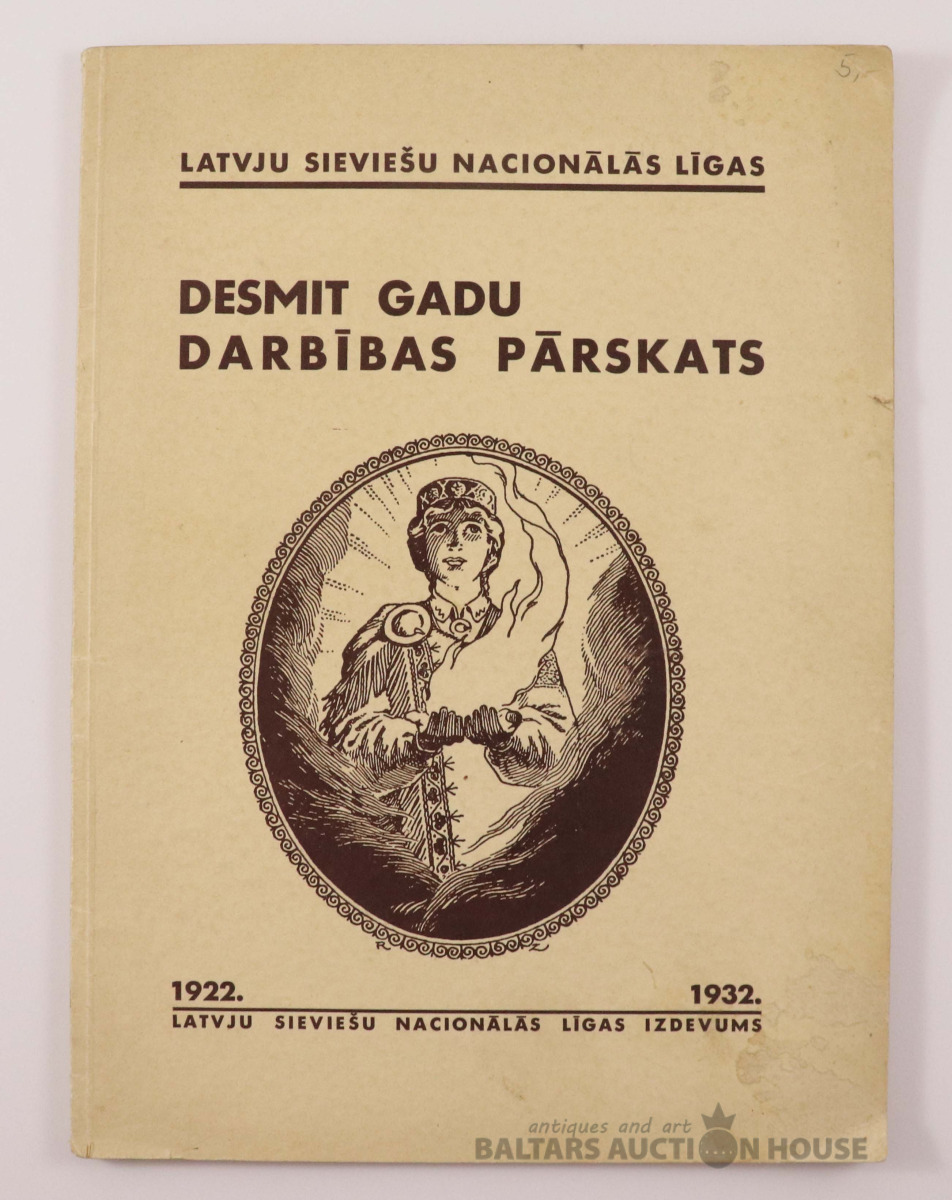 5,-
LATVJU SIEVIEŠU NACIONĀLĀS LĪGAS
DESMIT GADU
DARBĪBAS PĀRSKATS
R Z
1922. 1932.
LATVJU SIEVIEŠU NACIONĀLĀS LĪGAS IZDEVUMS
antiques and art
BALTARS AUCTION HOUSE